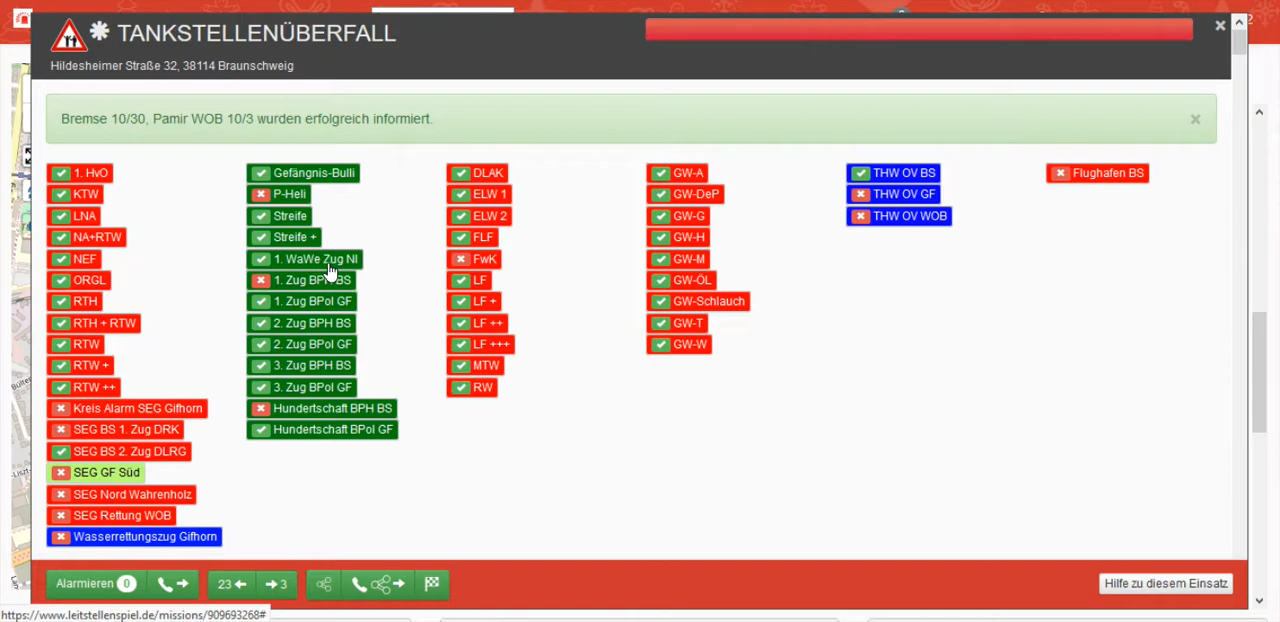 TANKSTELLENÜBERFALL
Hildesheimer Straße 32, 38114 Braunschweig
Bremse 10/30, Pamir WOB 10/3 wurden erfolgreich informiert.
1. HvO
KTW
LNA
NA+RTW
NEF
ORGL
RTH
RTH + RTW
RTW
RTW +
RTW ++
Kreis Alarm SEG Gifhorn
SEG BS 1. Zug DRK
SEG BS 2. Zug DLRG
SEG GF Süd
SEG Nord Wahrenholz
SEG Rettung WOB
Wasserrettungszug Gifhorn
Gefängnis-Bulli
P-Heli
Streife
Streife +
1. WaWe Zug NI
1. Zug BPH BS
1. Zug BPol GF
2. Zug BPH BS
2. Zug BPol GF
3. Zug BPH BS
3. Zug BPol GF
Hundertschaft BPH BS
Hundertschaft BPol GF
DLAK
ELW 1
ELW 2
FLF
FwK
LF
LF +
LF ++
LF +++
MTW
RW
GW-A
GW-DeP
GW-G
GW-H
GW-M
GW-ÖL
GW-Schlauch
GW-T
GW-W
THW OV BS
THW OV GF
THW OV WOB
Flughafen BS
Alarmieren 0
23
3
Hilfe zu diesem Einsatz
https://www.leitstellenspiel.de/missions/909693268#